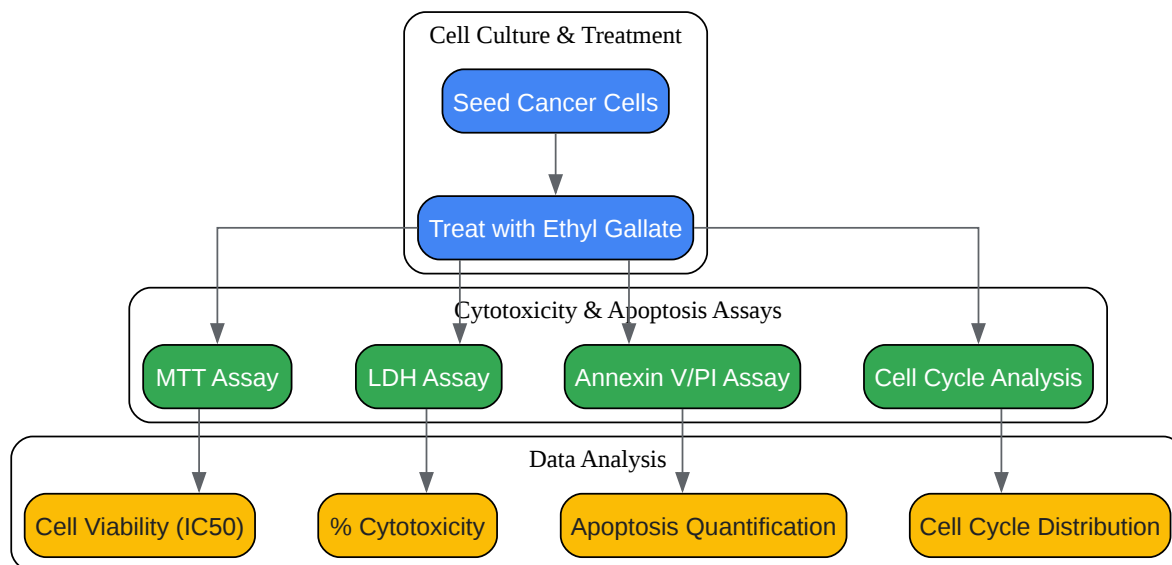 Cell Culture & Treatment
Seed Cancer Cells
Treat with Ethyl Gallate
Cytotoxicity & Apoptosis Assays
MTT Assay
LDH Assay
Annexin V/PI Assay
Cell Cycle Analysis
Data Analysis
Cell Viability (IC50)
% Cytotoxicity
Apoptosis Quantification
Cell Cycle Distribution